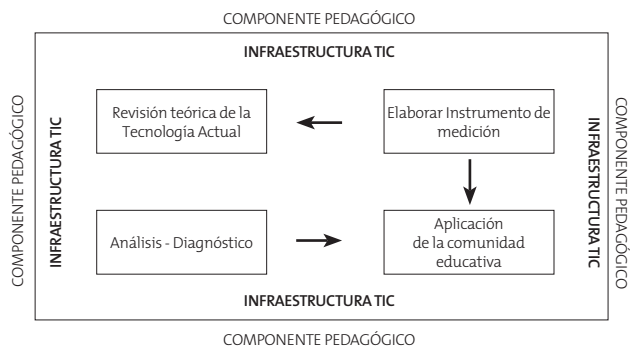 COMPONENTE PEDAGÓGICO
INFRAESTRUCTURA TIC
COMPONENTE PEDAGÓGICO
INFRAESTRUCTURA TIC
Revisión teórica de la
Tecnología Actual
Elaborar Instrumento de
medición
INFRAESTRUCTURA TIC
COMPONENTE PEDAGÓGICO
Análisis - Diagnóstico
Aplicación
de la comunidad
educativa
INFRAESTRUCTURA TIC
COMPONENTE PEDAGÓGICO